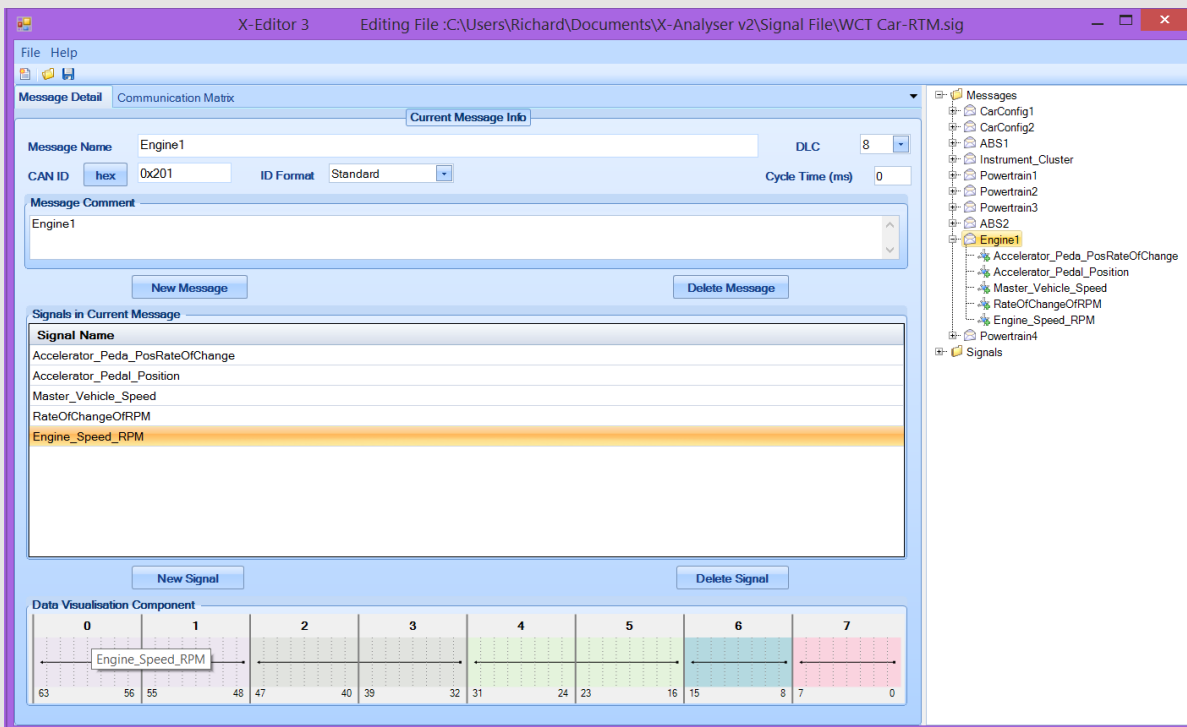 X-Editor 3 Editing File :C:\Users\Richard\Documents\X-Analyser v2\Signal File\WCT Car-RTM.sig
File Help
Message Detail Communication Matrix
Current Message Info
Message Name Engine1 DLC 8
CAN ID hex 0x201 ID Format Standard Cycle Time (ms) 0
Message Comment
Engine1
New Message Delete Message
Signals in Current Message
Signal Name
Accelerator_Peda_PosRateOfChange
Accelerator_Pedal_Position
Master_Vehicle_Speed
RateOfChangeOfRPM
Engine_Speed_RPM
New Signal Delete Signal
Data Visualisation Component
0 1 2 3 4 5 6 7
Engine_Speed_RPM
63 56 55 48 47 40 39 32 31 24 23 16 15 8 7 0
Messages
CarConfig1
CarConfig2
ABS1
Instrument_Cluster
Powertrain1
Powertrain2
Powertrain3
ABS2
Engine1
Accelerator_Peda_PosRateOfChange
Accelerator_Pedal_Position
Master_Vehicle_Speed
RateOfChangeOfRPM
Engine_Speed_RPM
Powertrain4
Signals